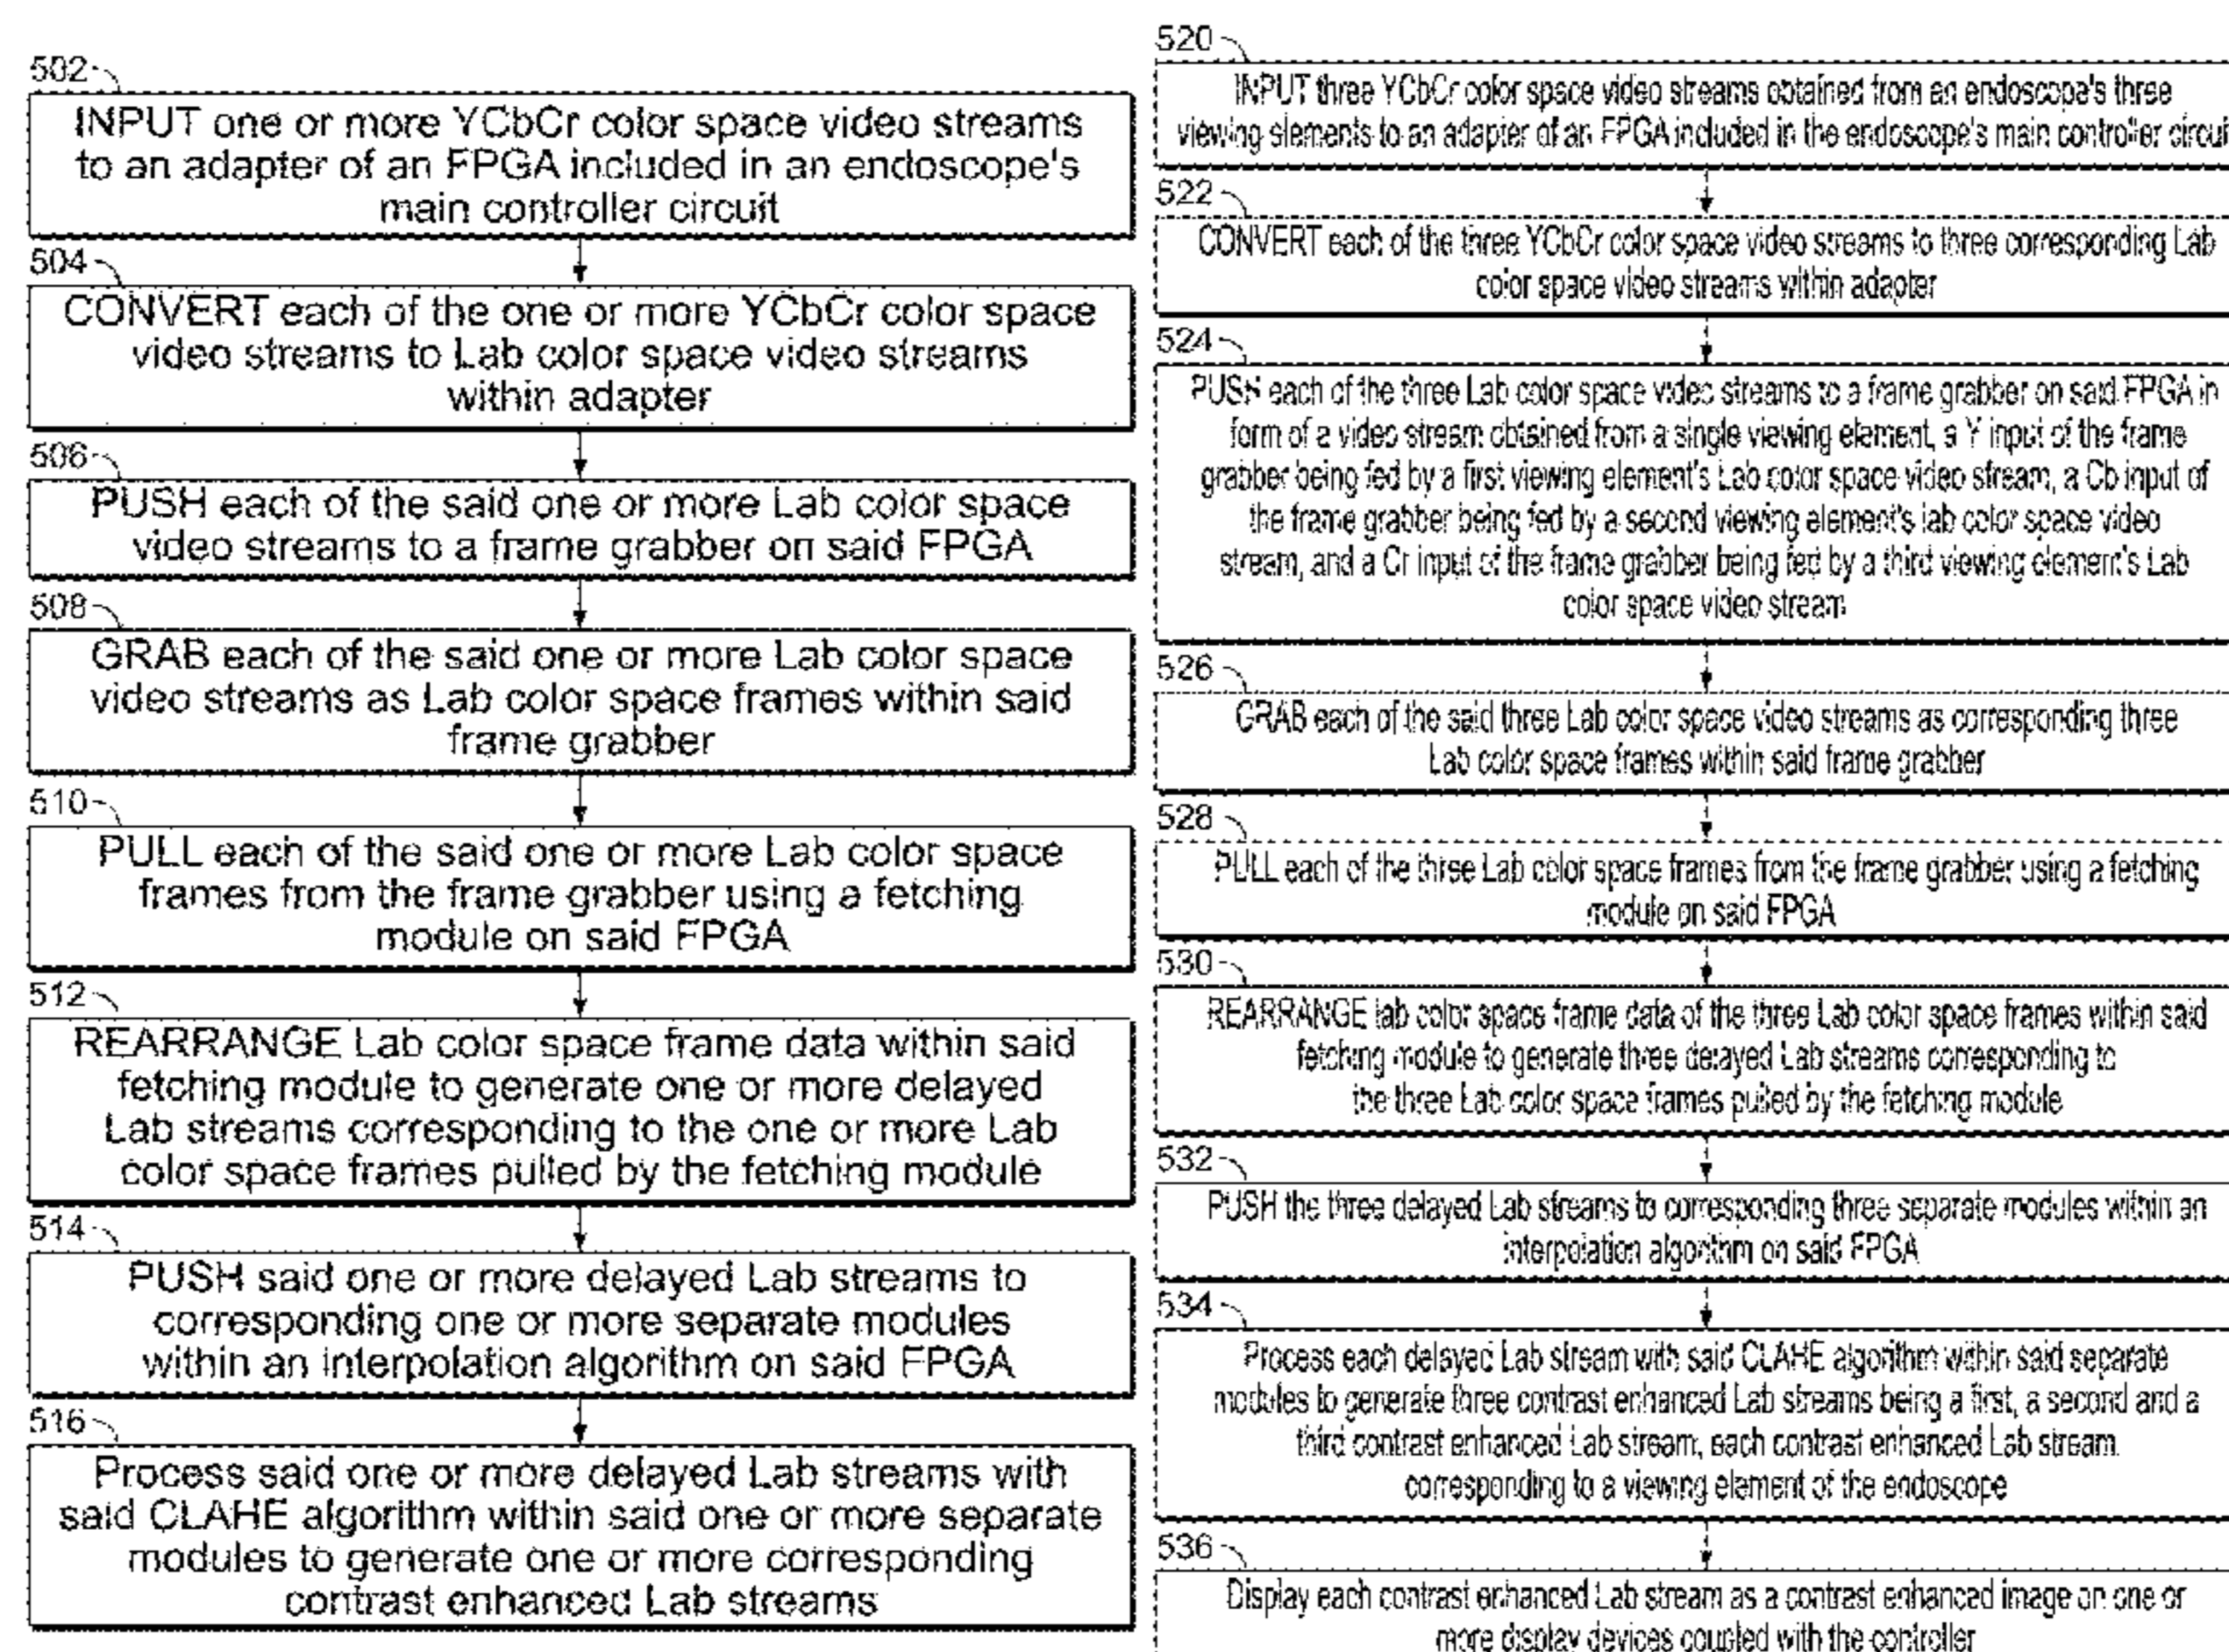 502
INPUT one or more YCbCr color space video streams
to an adapter of an FPGA included in an endoscope's
main controller circuit
504
CONVERT each of the one or more YCbCr color space
video streams to Lab color space video streams
within adapter
506
PUSH each of the said one or more Lab color space
video streams to a frame grabber on said FPGA
508
GRAB each of the said one or more Lab color space
video streams as Lab color space frames within said
frame grabber
510
PULL each of the said one or more Lab color space
frames from the frame grabber using a fetching
module on said FPGA
512
REARRANGE Lab color space frame data within said
fetching module to generate one or more delayed
Lab streams corresponding to the one or more Lab
color space frames pulled by the fetching module
514
PUSH said one or more delayed Lab streams to
corresponding one or more separate modules
within an interpolation algorithm on said FPGA
516
Process said one or more delayed Lab streams with
said CLAHE algorithm within said one or more separate
modules to generate one or more corresponding
contrast enhanced Lab streams
520
INPUT three YCbCr color space video streams obtained from an endoscope's three
viewing elements to an adapter of an FPGA included in the endoscope's main controller circuit
522
CONVERT each of the three YCbCr color space video streams to three corresponding Lab
color space video streams within adapter
524
PUSH each of the three Lab color space video streams to a frame grabber on said FPGA in
form of a video stream obtained from a single viewing element, a Y input of the frame
grabber being fed by a first viewing element's Lab color space video stream, a Cb input of
the frame grabber being fed by a second viewing element's lab color space video
stream, and a Cr input of the frame grabber being fed by a third viewing element's Lab
color space video stream
526
GRAB each of the said three Lab color space video streams as corresponding three
Lab color space frames within said frame grabber
528
PULL each of the three Lab color space frames from the frame grabber using a fetching
module on said FPGA
530
REARRANGE lab color space frame data of the three Lab color space frames within said
fetching module to generate three delayed Lab streams corresponding to
the three Lab color space frames pulled by the fetching module
532
PUSH the three delayed Lab streams to corresponding three separate modules within an
interpolation algorithm on said FPGA
534
Process each delayed Lab stream with said CLAHE algorithm within said separate
modules to generate three contrast enhanced Lab streams being a first, a second and a
third contrast enhanced Lab stream, each contrast enhanced Lab stream
corresponding to a viewing element of the endoscope
536
Display each contrast enhanced Lab stream as a contrast enhanced image on one or
more display devices coupled with the controller